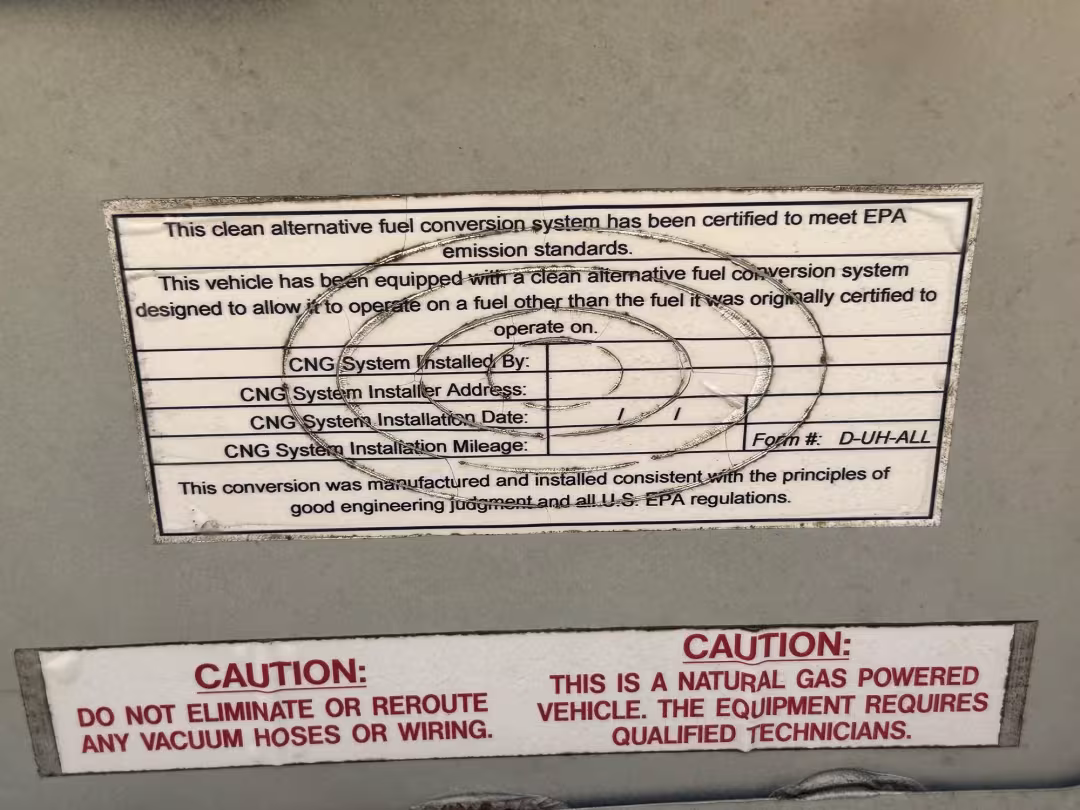 This clean alternative fuel conversion system has been certified to meet EPA
emission standards.
This vehicle has been equipped with a clean alternative fuel conversion system
designed to allow it to operate on a fuel other than the fuel it was originally certified to
operate on.
CNG System Installed By:
CNG System Installer Address:
CNG System Installation Date: / /
CNG System Installation Mileage: Form #: D-UH-ALL
This conversion was manufactured and installed consistent with the principles of
good engineering judgment and all U.S. EPA regulations.
CAUTION:
DO NOT ELIMINATE OR REROUTE
ANY VACUUM HOSES OR WIRING.
CAUTION:
THIS IS A NATURAL GAS POWERED
VEHICLE. THE EQUIPMENT REQUIRES
QUALIFIED TECHNICIANS.